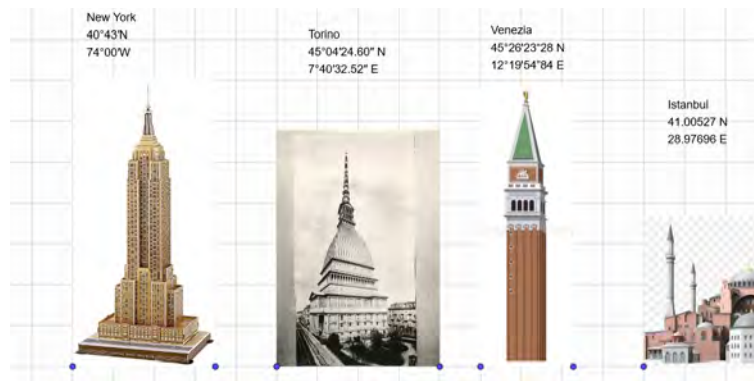 New York
40°43'N
74°00'W
Torino
45°04'24.60" N
7°40'32.52" E
Venezia
45°26'23"28 N
12°19'54"84 E
Istanbul
41.00527 N
28.97696 E